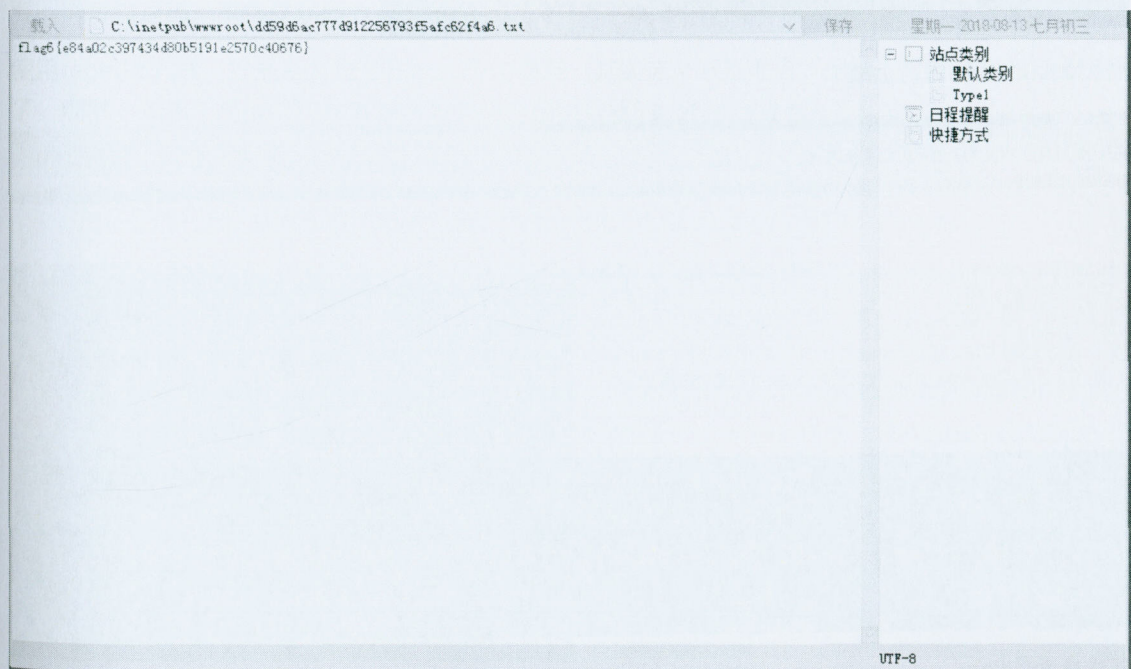 载入 C:\inetpub\wwwroot\dd59d6ac777d912256793f5afc62f4a6.txt 保存 星期一 2018-08-13 七月初三
flag6{e84a02c397434d80b5191e2570c40676}
站点类别
默认类别
Type1
日程提醒
快捷方式
UTF-8